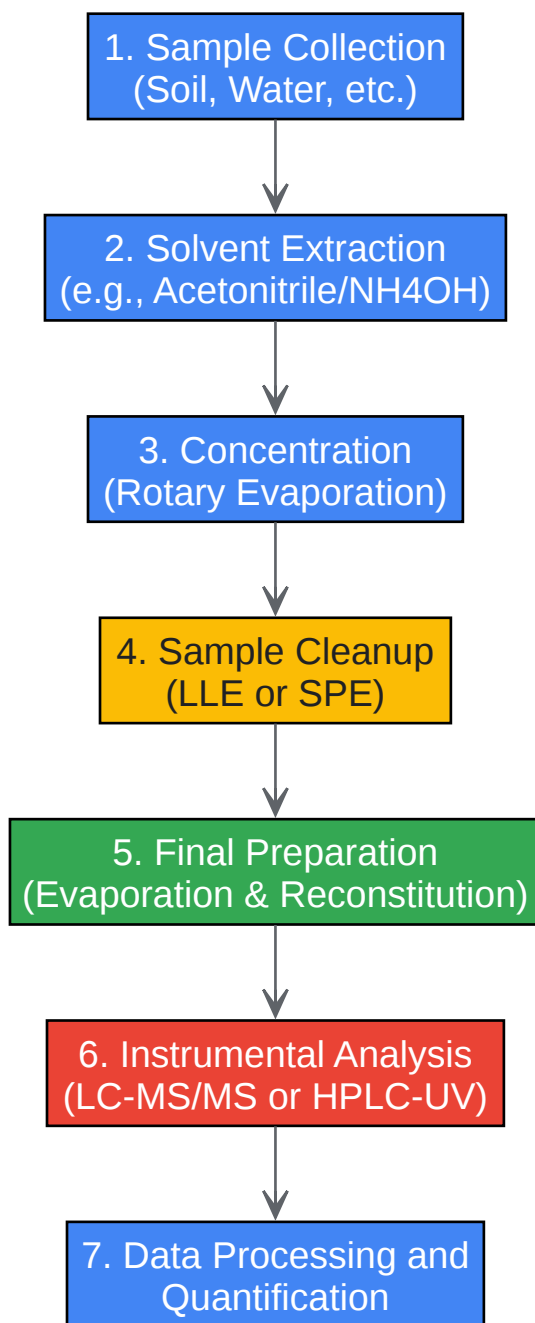 1. Sample Collection
(Soil, Water, etc.)
2. Solvent Extraction
(e.g., Acetonitrile/NH4OH)
3. Concentration
(Rotary Evaporation)
4. Sample Cleanup
(LLE or SPE)
5. Final Preparation
(Evaporation & Reconstitution)
6. Instrumental Analysis
(LC-MS/MS or HPLC-UV)
7. Data Processing and
Quantification